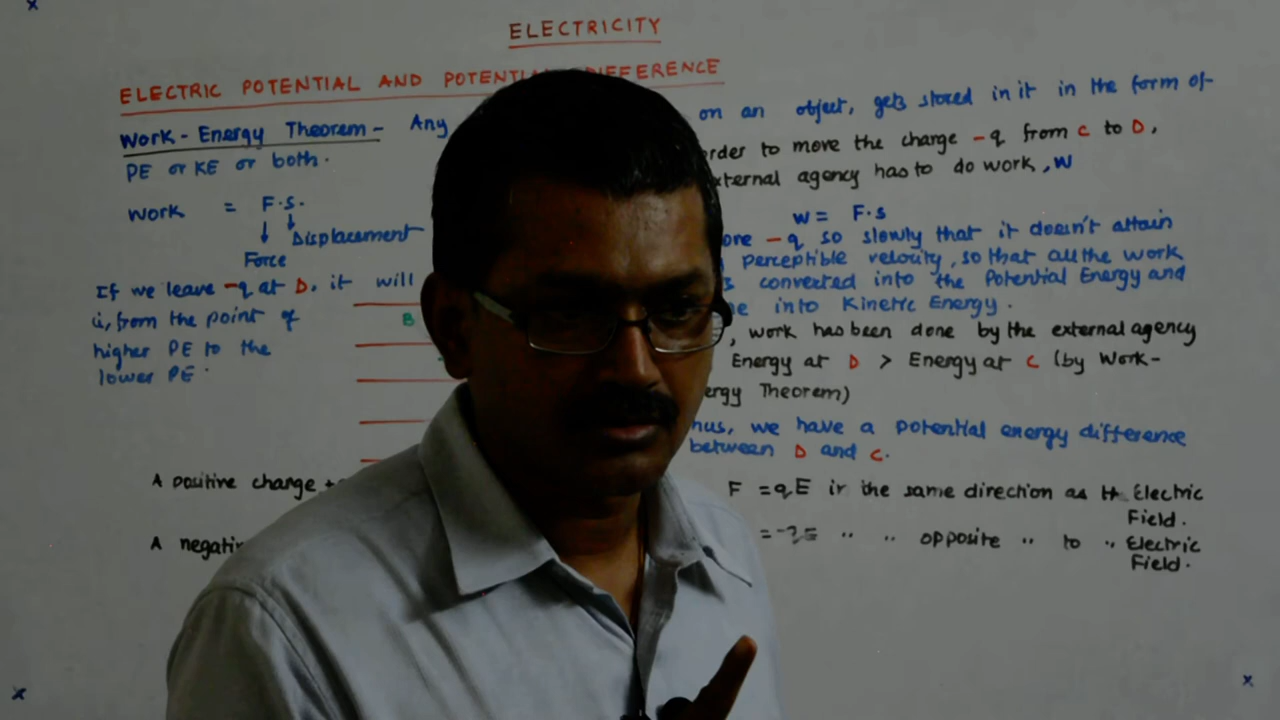 ELECTRICITY
ELECTRIC POTENTIAL AND POTENTIAL DIFFERENCE
Work - Energy Theorem - Any on an object, gets stored in it in the form of
PE or KE or both.
Work = F.s.
Displacement
Force
If we leave -q at D, it will
from the point of
higher PE to the
lower PE.
B
order to move the charge -q from C to D,
xternal agency has to do work, W
W = F.s
-q so slowly that it doesn't attain
perceptible velocity, so that all the work
s converted into the Potential Energy and
into Kinetic Energy.
, work has been done by the external agency
Energy at D > Energy at C (by Work-
ergy Theorem)
hus, we have a potential energy difference
between D and C.
A positive charge +
F = qE in the same direction as the Electric
Field.
A negativ
" " opposite " to " Electric
Field.